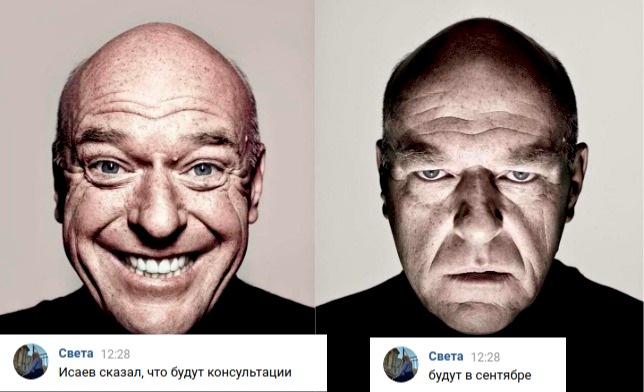 Света 12:28
Исаев сказал, что будут консультации
Света 12:28
будут в сентябре